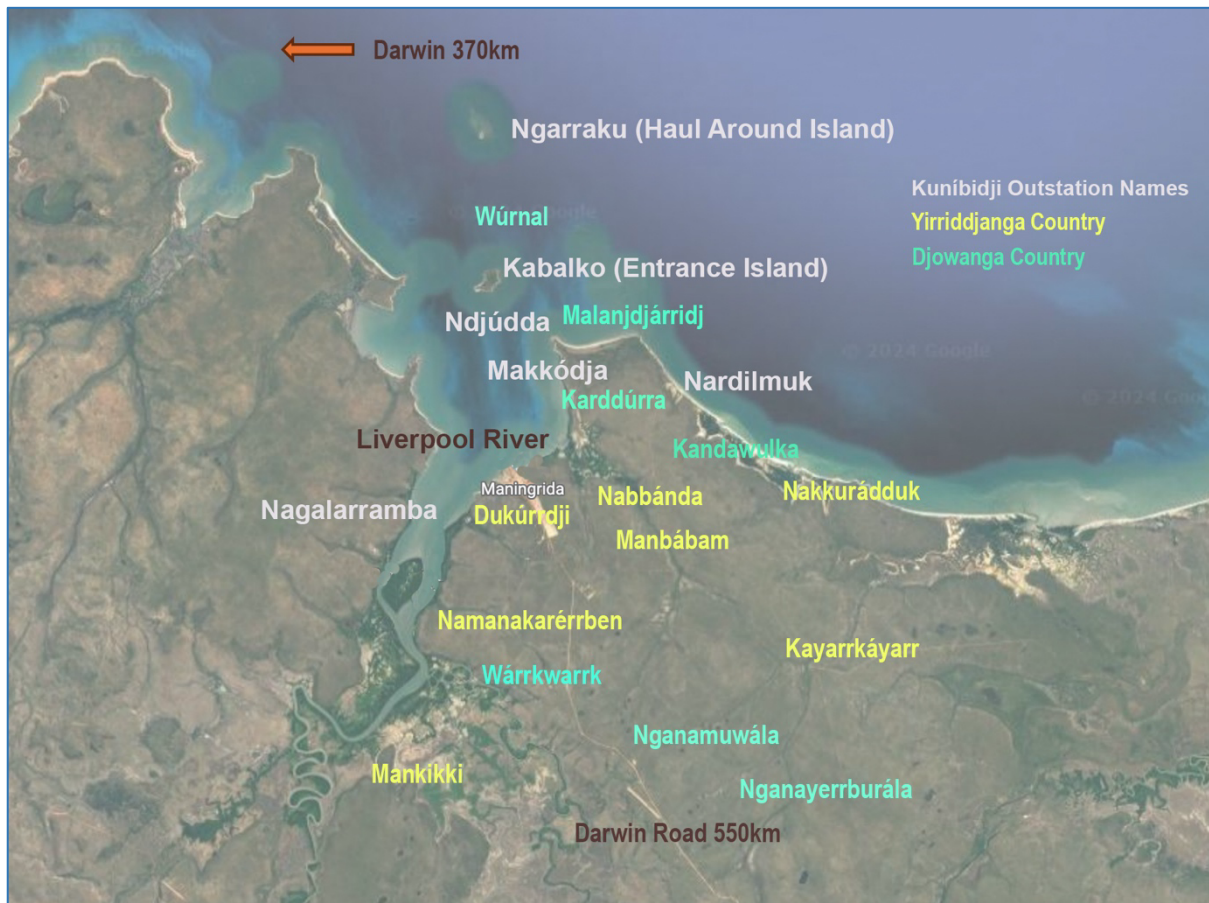 Darwin 370km
Ngarraku (Haul Around Island)
Kuníbidji Outstation Names
Wúrnal
Yirriddjanga Country
Djowanga Country
Kabalko (Entrance Island)
Malanjdjárridj
Ndjúdda
© 2024 Google
Makkódja
Nardilmuk
Karddúrra
Liverpool River
Kandawulka
Maningrida
Nakkurádduk
Nabbánda
Nagalarramba
Dukúrrdji
Manbábam
Namanakarérrben
Kayarrkáyarr
Wárrkwarrk
Nganamuwála
Mankikki
Nganayerrburála
Darwin Road 550km